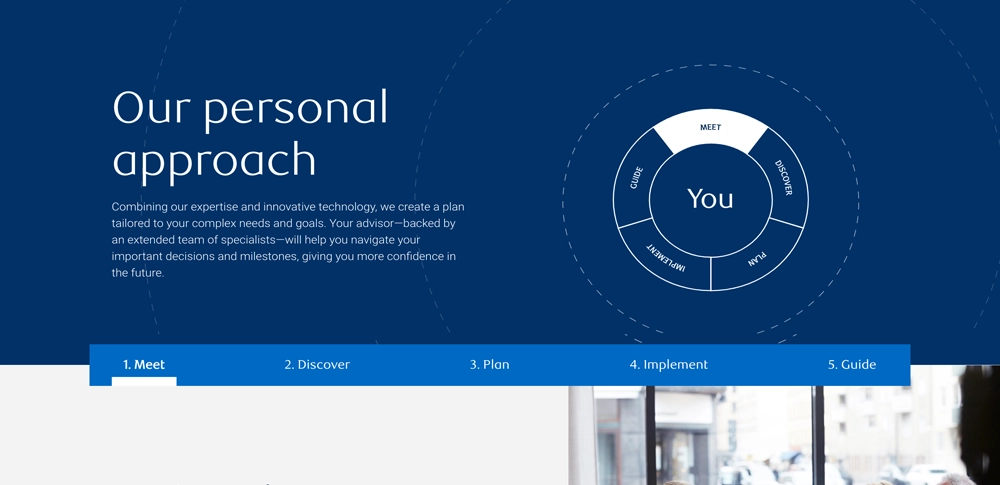 Our personal
approach
Combining our expertise and innovative technology, we create a plan
tailored to your complex needs and goals. Your advisor—backed by
an extended team of specialists—will help you navigate your
important decisions and milestones, giving you more confidence in
the future.
MEET
DISCOVER
PLAN
IMPLEMENT
GUIDE
You
1. Meet
2. Discover
3. Plan
4. Implement
5. Guide